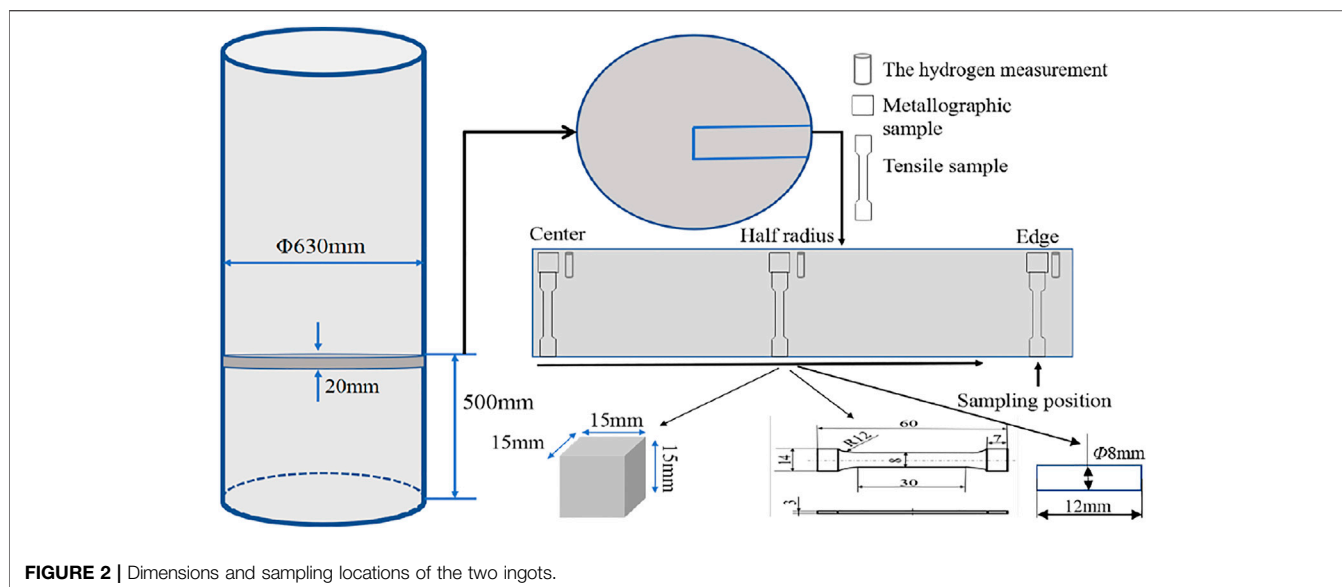 The hydrogen measurement
Metallographic
sample
Tensile sample
Φ630mm
20mm
500mm
Center
Half radius
Edge
Sampling position
15mm
15mm
15mm
60
R12
7
14
8
30
3
Φ8mm
12mm
FIGURE 2 | Dimensions and sampling locations of the two ingots.